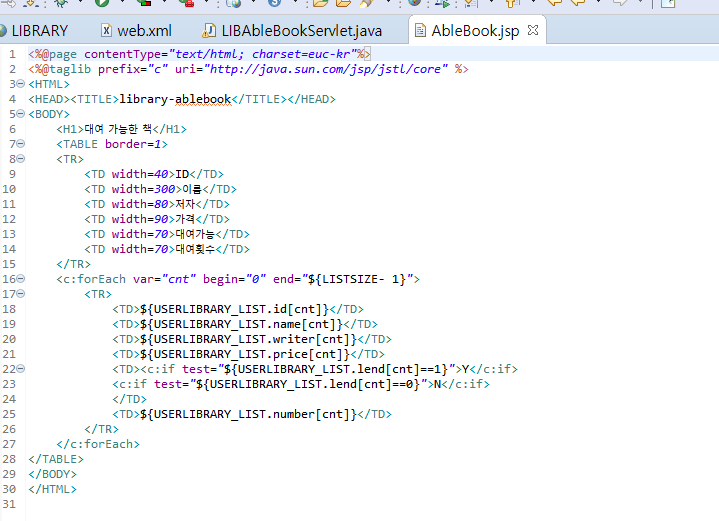 LIBRARY web.xml LIBAbleBookServlet.java AbleBook.jsp
1 <%@page contentType="text/html; charset=euc-kr"%>
2 <%@taglib prefix="c" uri="http://java.sun.com/jsp/jstl/core" %>
3 <HTML>
4 <HEAD><TITLE>library-ablebook</TITLE></HEAD>
5 <BODY>
6 <H1>대여 가능한 책</H1>
7 <TABLE border=1>
8 <TR>
9 <TD width=40>ID</TD>
10 <TD width=300>이름</TD>
11 <TD width=80>저자</TD>
12 <TD width=90>가격</TD>
13 <TD width=70>대여가능</TD>
14 <TD width=70>대여횟수</TD>
15 </TR>
16 <c:forEach var="cnt" begin="0" end="${LISTSIZE- 1}">
17 <TR>
18 <TD>${USERLIBRARY_LIST.id[cnt]}</TD>
19 <TD>${USERLIBRARY_LIST.name[cnt]}</TD>
20 <TD>${USERLIBRARY_LIST.writer[cnt]}</TD>
21 <TD>${USERLIBRARY_LIST.price[cnt]}</TD>
22 <TD><c:if test="${USERLIBRARY_LIST.lend[cnt]==1}">Y</c:if>
23 <c:if test="${USERLIBRARY_LIST.lend[cnt]==0}">N</c:if>
24 </TD>
25 <TD>${USERLIBRARY_LIST.number[cnt]}</TD>
26 </TR>
27 </c:forEach>
28 </TABLE>
29 </BODY>
30 </HTML>
31